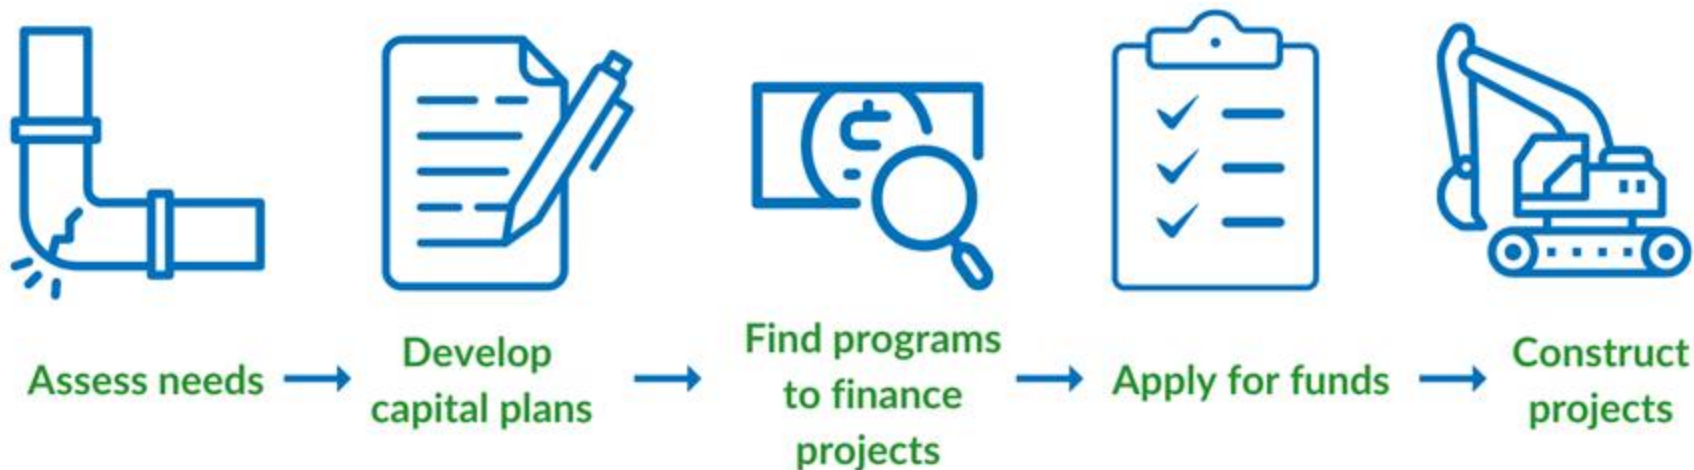 Assess needs
Develop
capital plans
Find programs
to finance
projects
Apply for funds
Construct
projects